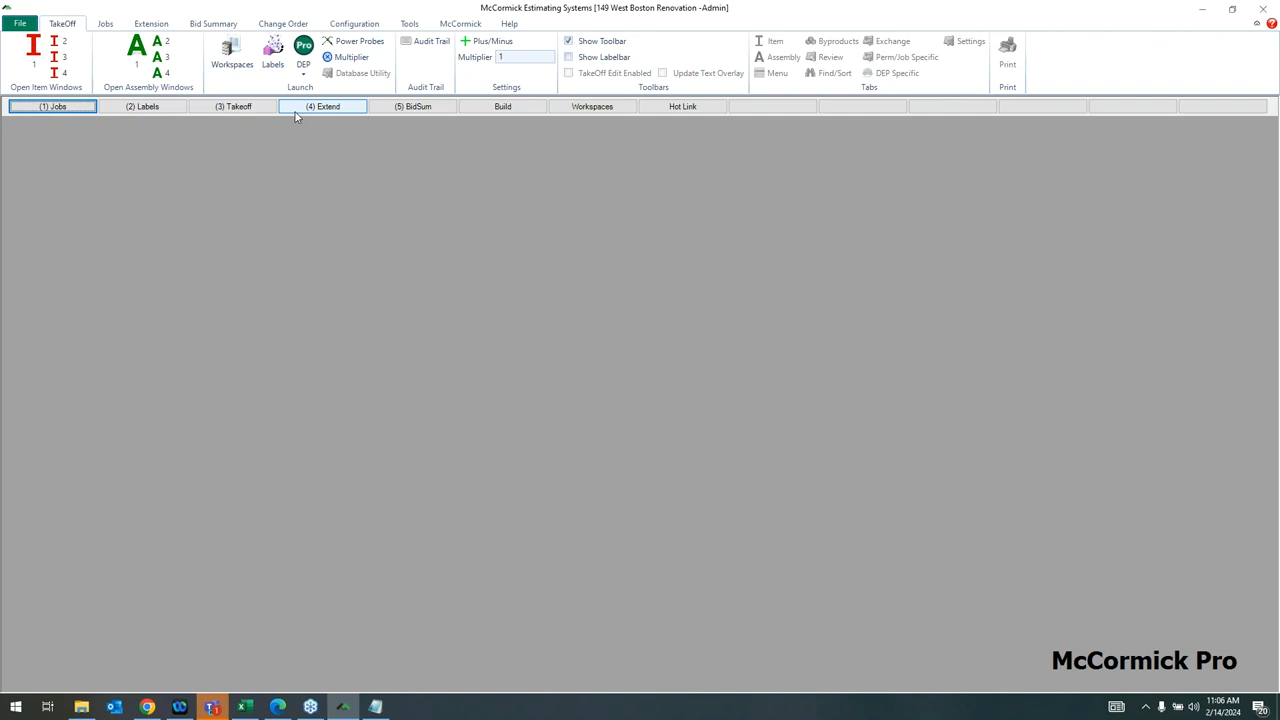 McCormick Estimating Systems [149 West Boston Renovation -Admin]
File TakeOff Jobs Extension Bid Summary Change Order Configuration Tools McCormick Help
I 1 I 2 I 3 I 4
Open Item Windows
A 1 A 2 A 3 A 4
Open Assembly Windows
Workspaces Labels Pro DEP
Power Probes
Multiplier
Database Utility
Launch
Audit Trail
Audit Trail
Plus/Minus
Multiplier 1
Settings
Show Toolbar
Show Labelbar
TakeOff Edit Enabled Update Text Overlay
Toolbars
Item Byproducts Exchange Settings
Assembly Review Perm/Job Specific
Menu Find/Sort DEP Specific
Tabs
Print
Print
(1) Jobs (2) Labels (3) Takeoff (4) Extend (5) BidSum Build Workspaces Hot Link
McCormick Pro
11:06 AM
2/14/2024
20